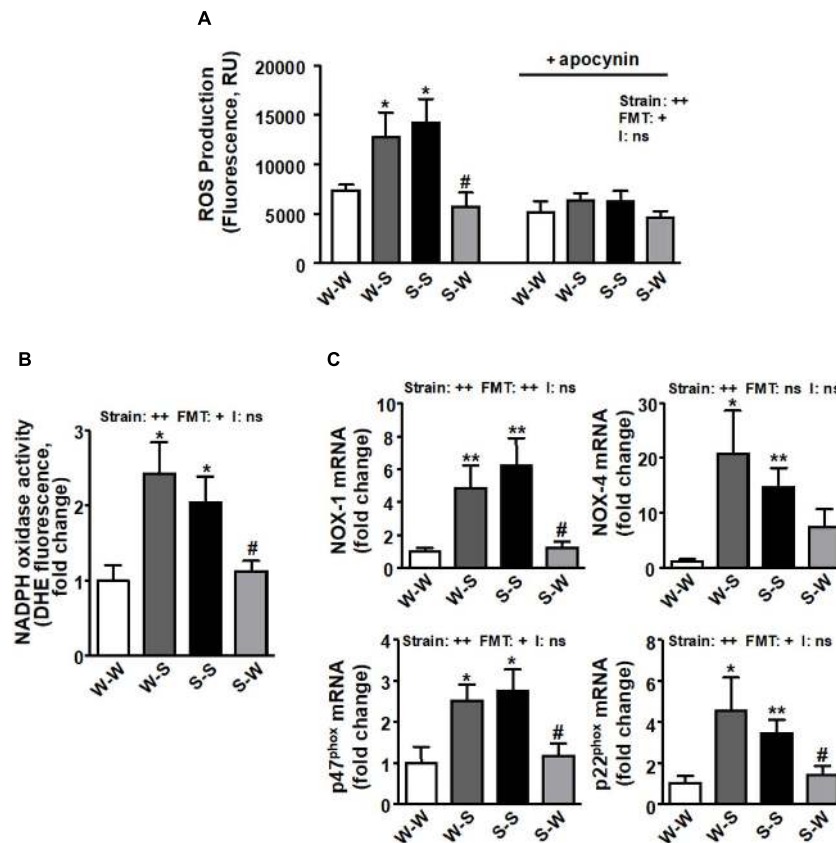 A
+ apocynin
Strain: ++
FMT: +
I: ns
ROS Production
(Fluorescence, RU)
20000
15000
10000
5000
0
* * #
W-W W-S S-S S-W W-W W-S S-S S-W
B
Strain: ++ FMT: + I: ns
NADPH oxidase activity
(DHE fluorescence,
fold change)
3
2
1
0
* * #
W-W W-S S-S S-W
C
Strain: ++ FMT: ++ I: ns
NOX-1 mRNA
(fold change)
10
8
6
4
2
0
** ** #
W-W W-S S-S S-W
Strain: ++ FMT: ns I: ns
NOX-4 mRNA
(fold change)
30
20
10
0
* **
W-W W-S S-S S-W
Strain: ++ FMT: + I: ns
p47phox mRNA
(fold change)
4
3
2
1
0
* * #
W-W W-S S-S S-W
Strain: ++ FMT: + I: ns
p22phox mRNA
(fold change)
8
6
4
2
0
* ** #
W-W W-S S-S S-W